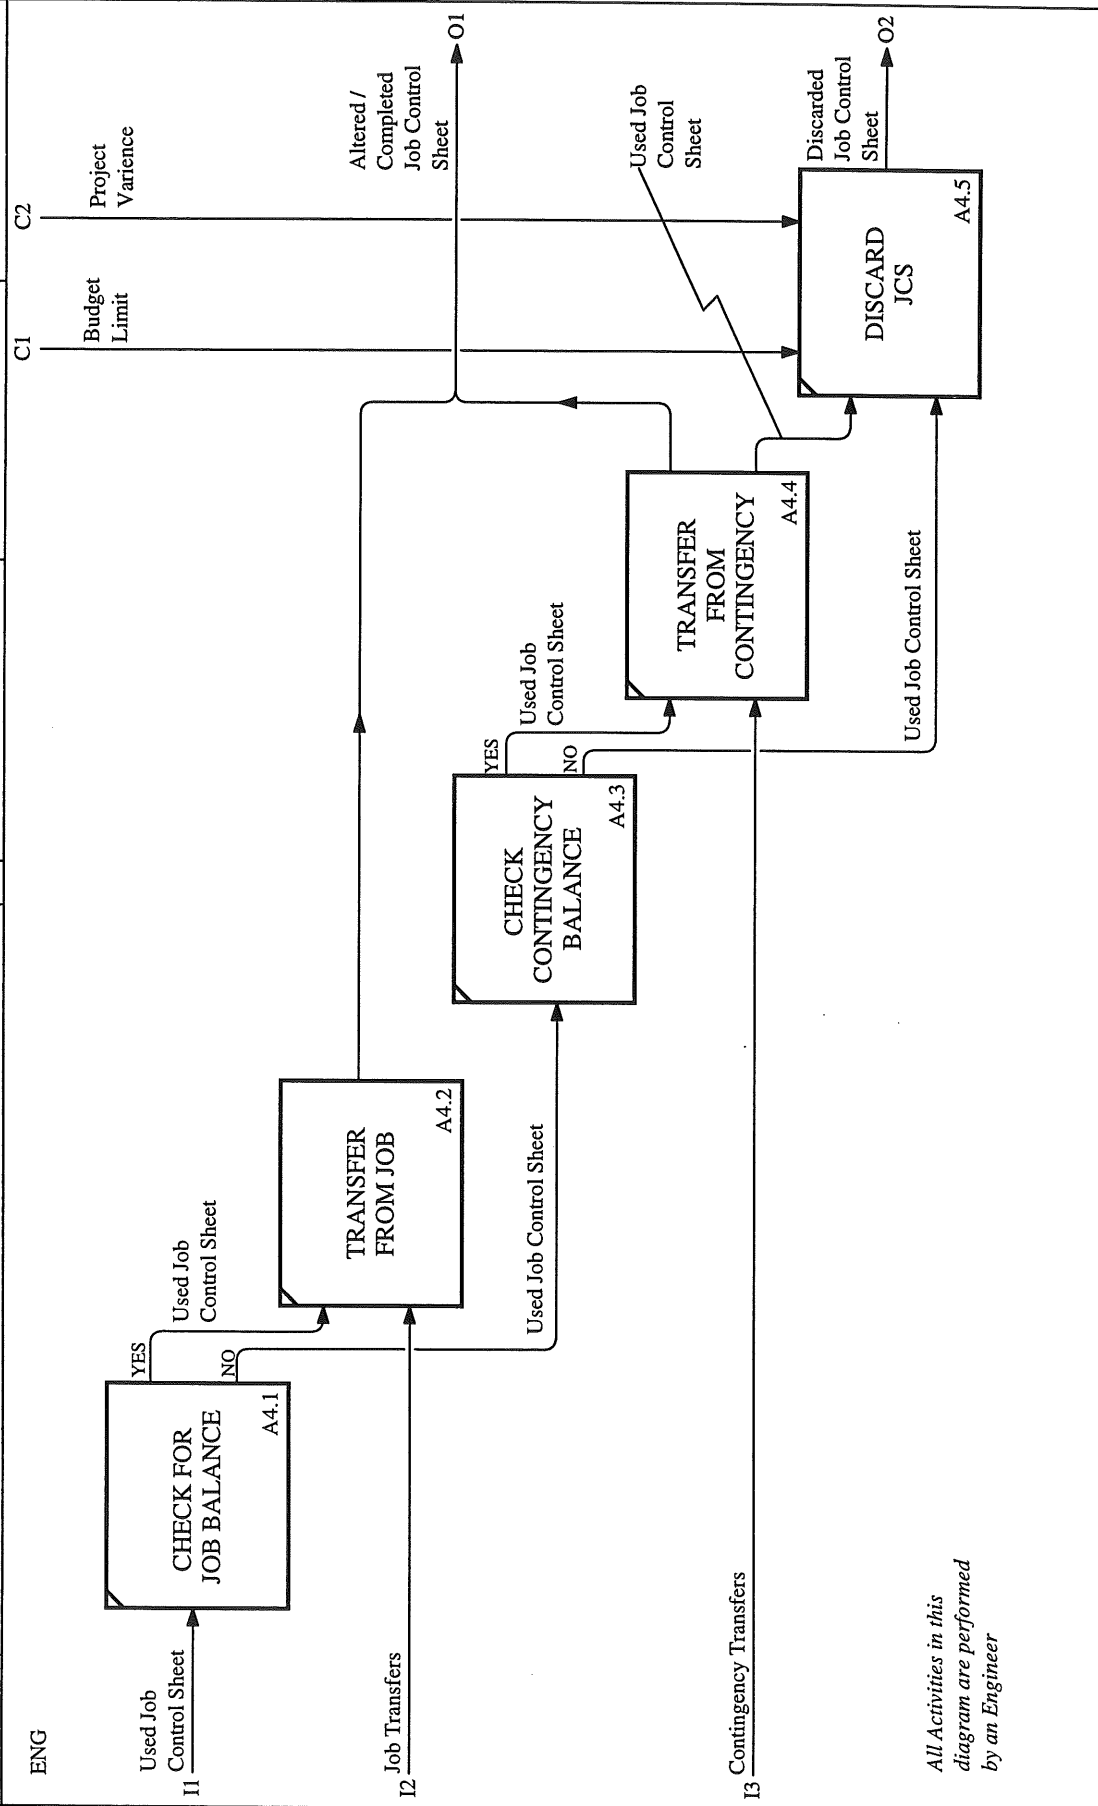 ENG
C1
C2
Budget
Limit
Project
Varience
Used Job
Control Sheet
I1
CHECK FOR
JOB BALANCE
A4.1
YES
NO
Used Job
Control Sheet
Job Transfers
I2
TRANSFER
FROM JOB
A4.2
Altered /
Completed
Job Control
Sheet
O1
Used Job Control Sheet
CHECK
CONTINGENCY
BALANCE
A4.3
YES
NO
Used Job
Control Sheet
Contingency Transfers
I3
TRANSFER
FROM
CONTINGENCY
A4.4
Used Job
Control
Sheet
Used Job Control Sheet
DISCARD
JCS
A4.5
Discarded
Job Control
Sheet
O2
All Activities in this
diagram are performed
by an Engineer